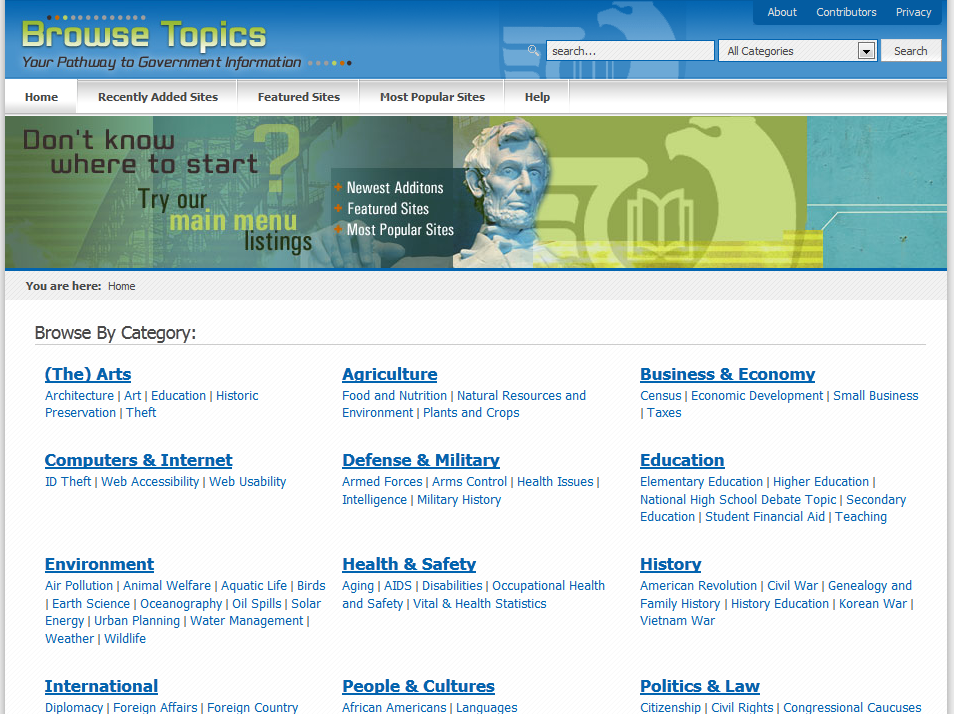 About Contributors Privacy
Browse Topics
Your Pathway to Government Information
search...
All Categories
Search
Home Recently Added Sites Featured Sites Most Popular Sites Help
Don't know
where to start ?
Try our
main menu
listings
+ Newest Additons
+ Featured Sites
+ Most Popular Sites
You are here: Home
Browse By Category:
(The) Arts
Architecture | Art | Education | Historic
Preservation | Theft
Agriculture
Food and Nutrition | Natural Resources and
Environment | Plants and Crops
Business & Economy
Census | Economic Development | Small Business
| Taxes
Computers & Internet
ID Theft | Web Accessibility | Web Usability
Defense & Military
Armed Forces | Arms Control | Health Issues |
Intelligence | Military History
Education
Elementary Education | Higher Education |
National High School Debate Topic | Secondary
Education | Student Financial Aid | Teaching
Environment
Air Pollution | Animal Welfare | Aquatic Life | Birds
| Earth Science | Oceanography | Oil Spills | Solar
Energy | Urban Planning | Water Management |
Weather | Wildlife
Health & Safety
Aging | AIDS | Disabilities | Occupational Health
and Safety | Vital & Health Statistics
History
American Revolution | Civil War | Genealogy and
Family History | History Education | Korean War |
Vietnam War
International
Diplomacy | Foreign Affairs | Foreign Country
People & Cultures
African Americans | Languages
Politics & Law
Citizenship | Civil Rights | Congressional Caucuses